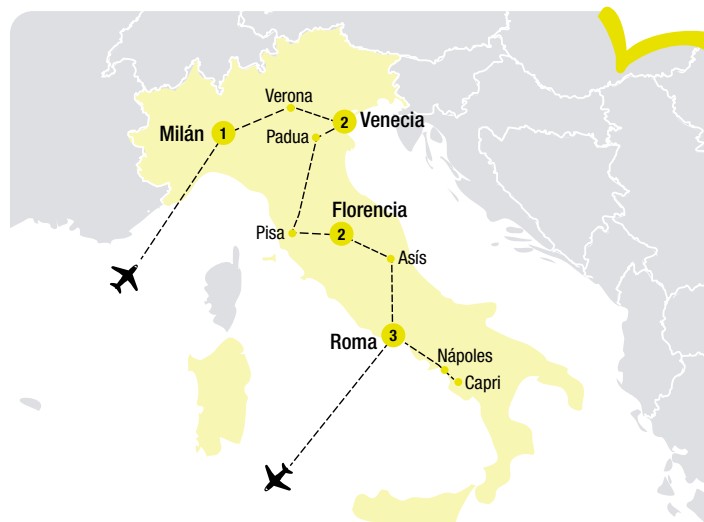 Verona
Milán 1
2 Venecia
Padua
Florencia
Pisa
2
Asís
Roma 3
Nápoles
Capri